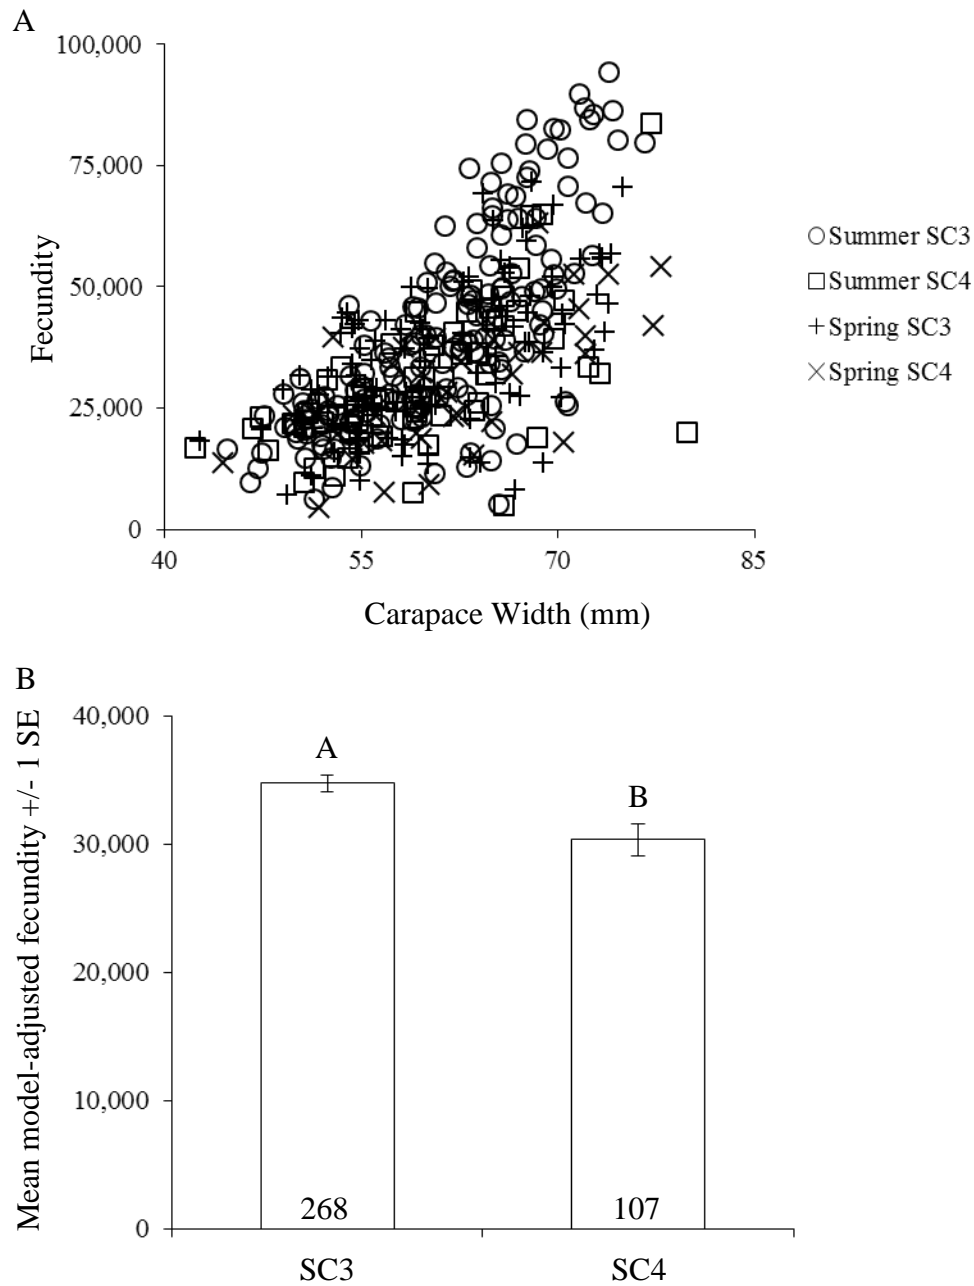 A
100,000
75,000
50,000
25,000
0
Fecundity
40 55 70 85
Carapace Width (mm)
Summer SC3
Summer SC4
Spring SC3
Spring SC4
B
40,000
30,000
20,000
10,000
0
Mean model-adjusted fecundity +/- 1 SE
A
B
268 107
SC3 SC4